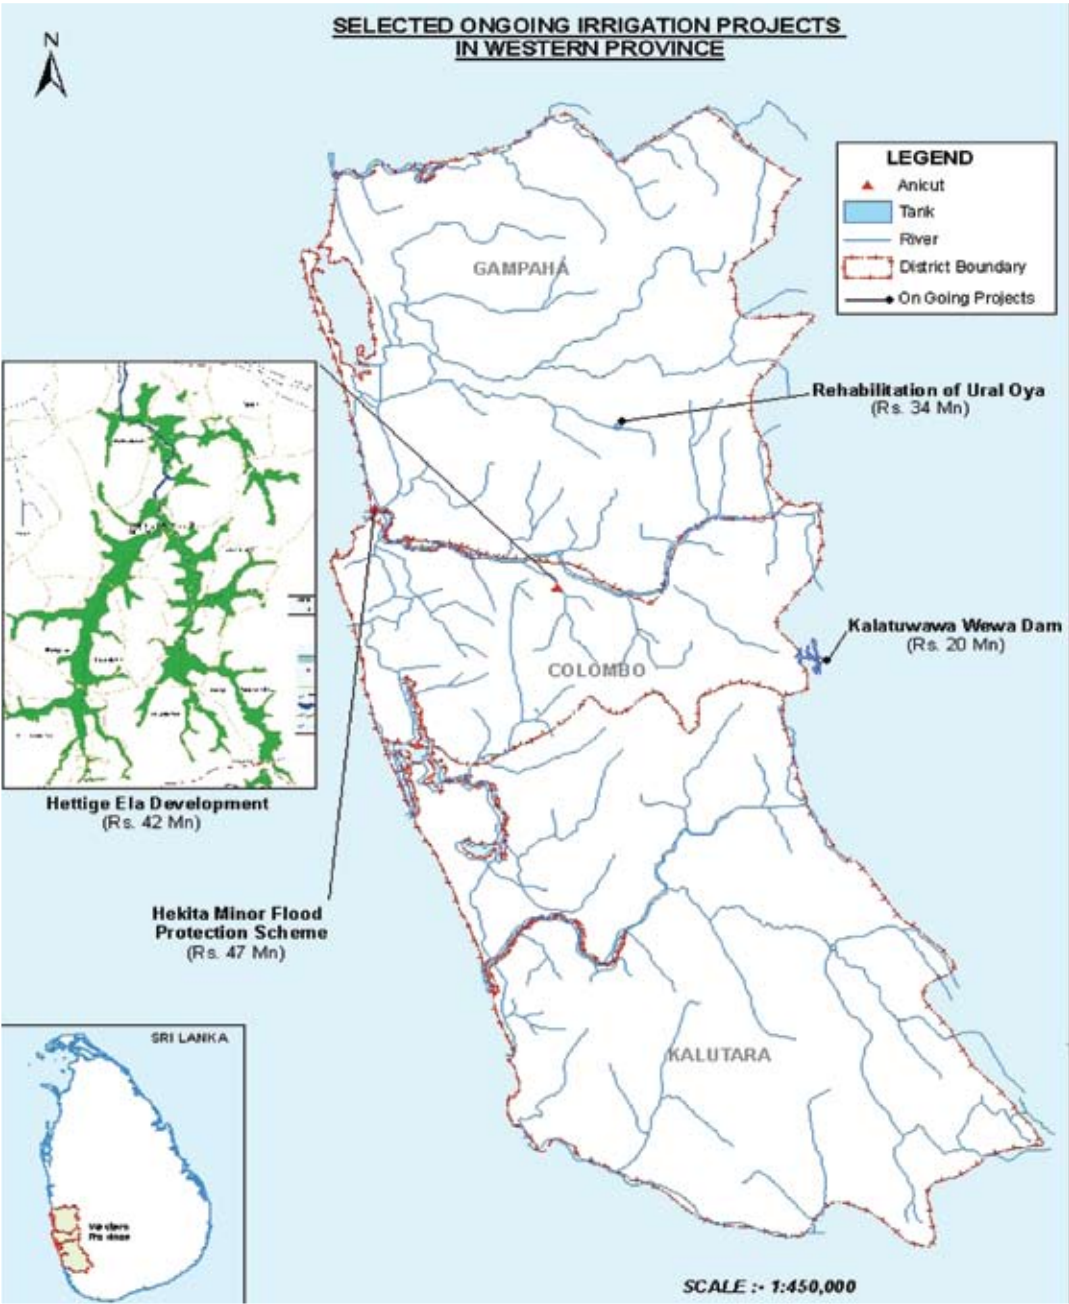 SELECTED ONGOING IRRIGATION PROJECTS
IN WESTERN PROVINCE
N
LEGEND
Anicut
Tank
River
District Boundary
On Going Projects
GAMPAHA
Rehabilitation of Ural Oya
(Rs. 34 Mn)
Kalatuwawa Wewa Dam
(Rs. 20 Mn)
COLOMBO
Hettige Ela Development
(Rs. 42 Mn)
Hekita Minor Flood
Protection Scheme
(Rs. 47 Mn)
SRI LANKA
Western
Province
KALUTARA
SCALE :- 1:450,000